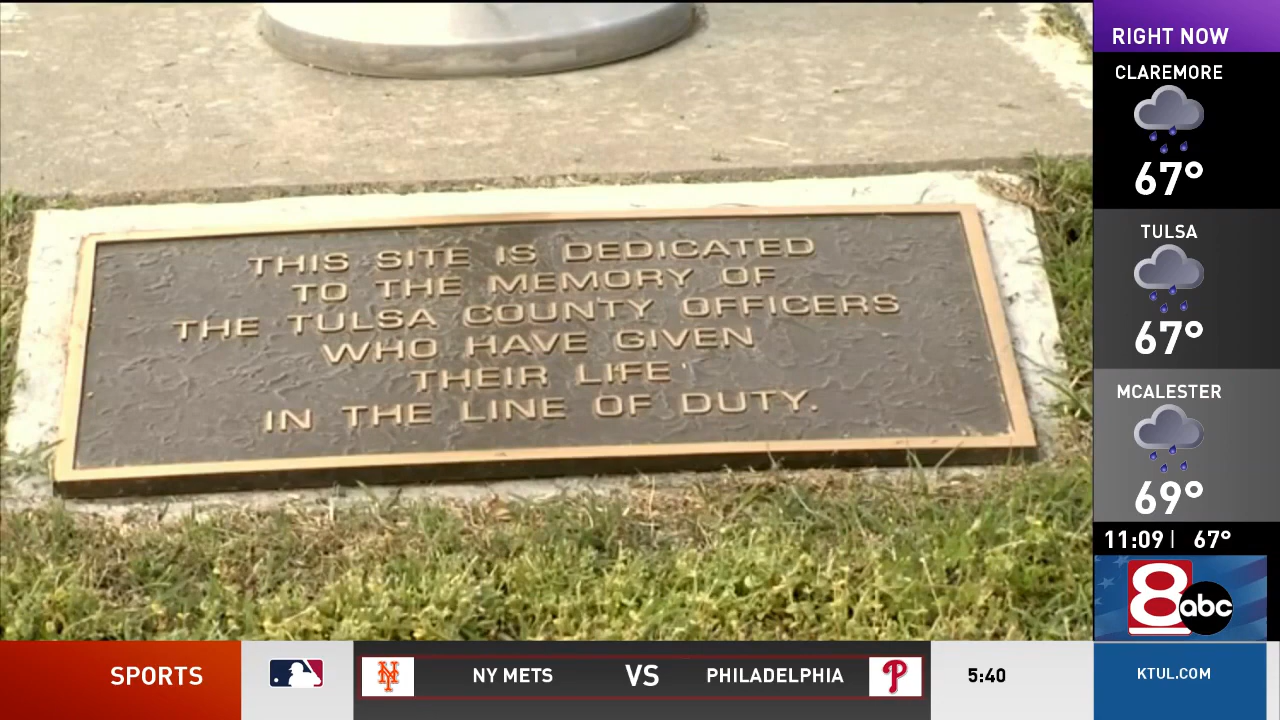 THIS SITE IS DEDICATED
TO THE MEMORY OF
THE TULSA COUNTY OFFICERS
WHO HAVE GIVEN
THEIR LIFE
IN THE LINE OF DUTY.
RIGHT NOW
CLAREMORE
67°
TULSA
67°
MCALESTER
69°
11:09 | 67°
8 abc
SPORTS
NY NY METS VS PHILADELPHIA P
5:40
KTUL.COM